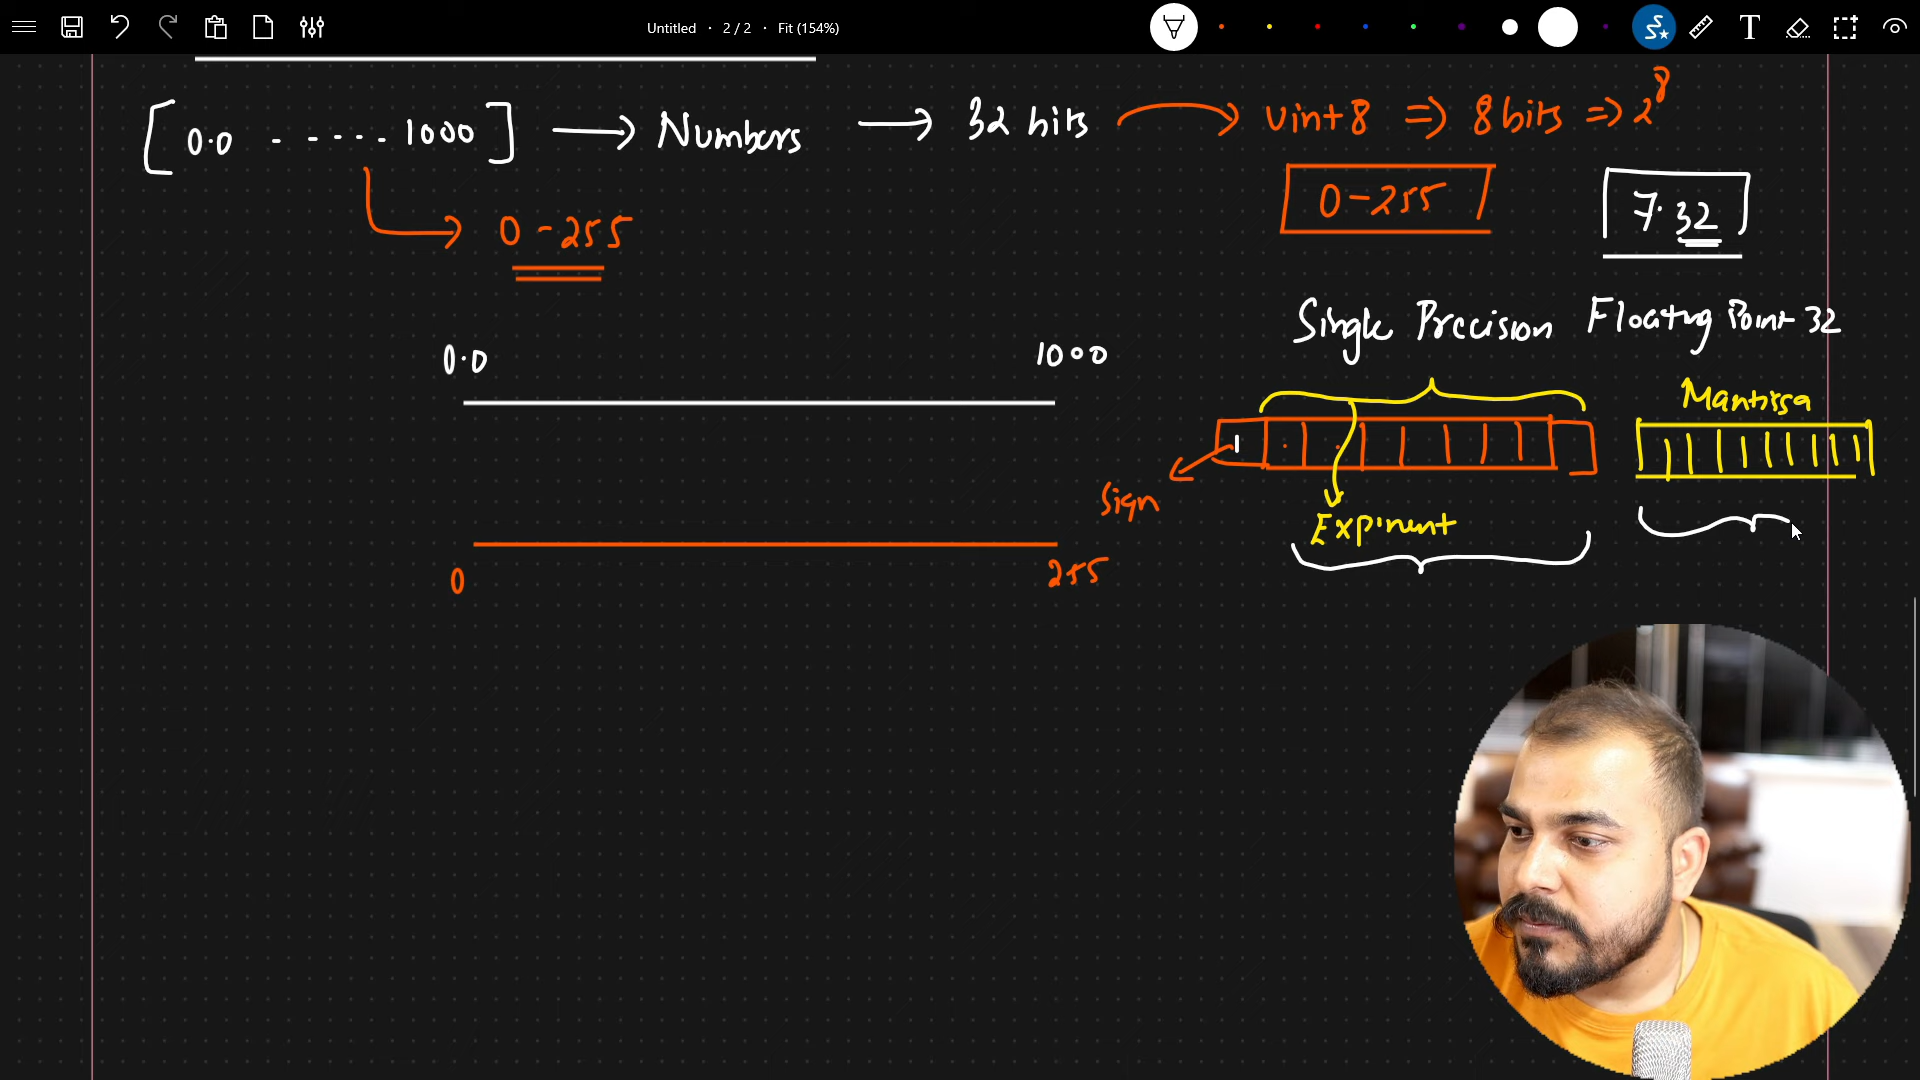 Untitled · 2 / 2 · Fit (154%)
[ 0.0 - - - - - - 1000 ] → Numbers → 32 bits → uint8 ⇒ 8 bits ⇒ 2^8
0 - 255
0 - 255
7.32
Single Precision Floating Point 32
0.0
1000
Mantissa
1
Sign
Exponent
0
255